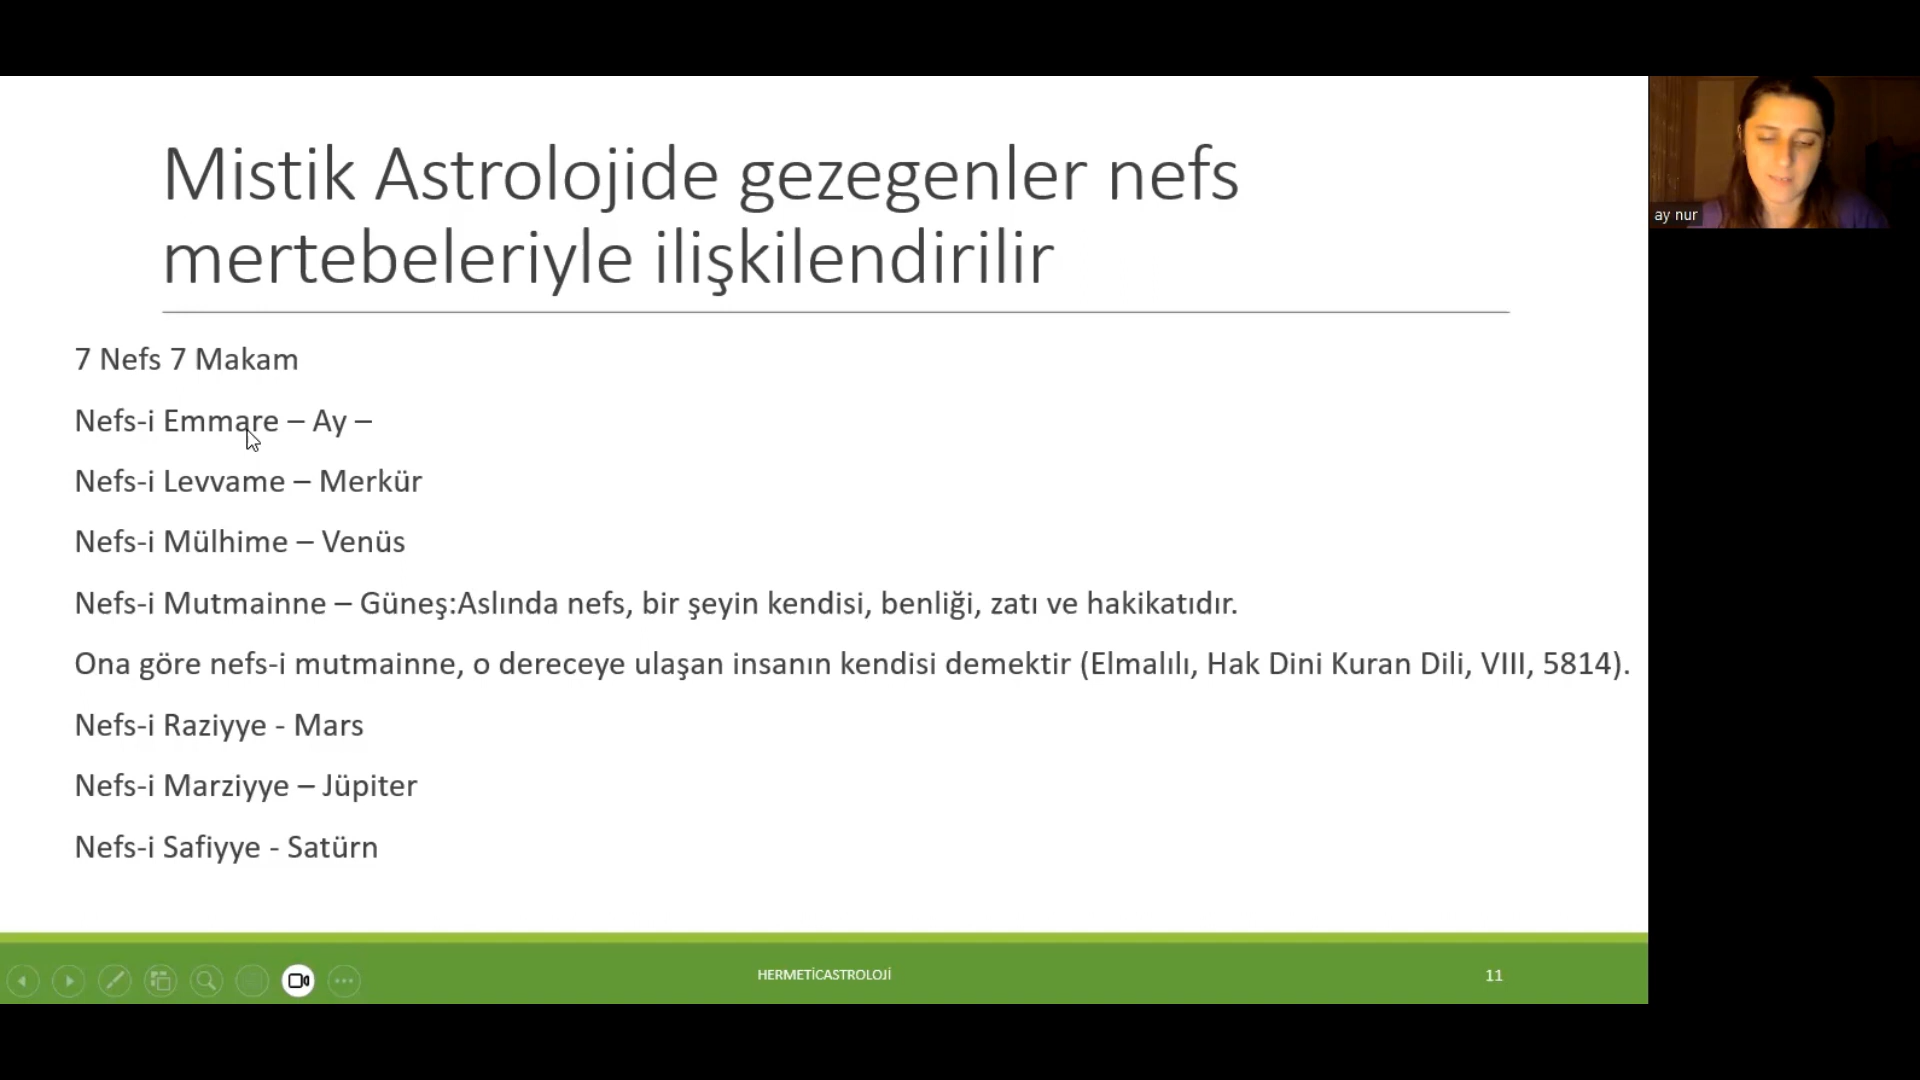 Mistik Astrolojide gezegenler nefs
mertebeleriyle ilişkilendirilir
7 Nefs 7 Makam
Nefs-i Emmare – Ay –
Nefs-i Levvame – Merkür
Nefs-i Mülhime – Venüs
Nefs-i Mutmainne – Güneş:Aslında nefs, bir şeyin kendisi, benliği, zatı ve hakikatıdır.
Ona göre nefs-i mutmainne, o dereceye ulaşan insanın kendisi demektir (Elmalılı, Hak Dini Kuran Dili, VIII, 5814).
Nefs-i Raziyye - Mars
Nefs-i Marziyye – Jüpiter
Nefs-i Safiyye - Satürn
HERMETİCASTROLOJİ
11
ay nur